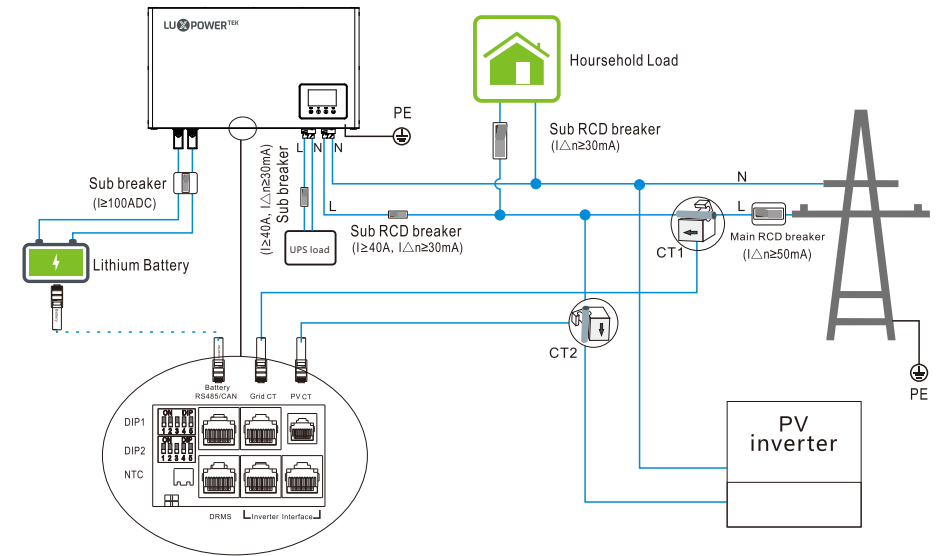 LUXPOWERTEK
PE
L N L N
Sub breaker
(I≥100ADC)
Sub breaker
(I≥40A, I△n≥30mA)
UPS load
Lithium Battery
Hoursehold Load
Sub RCD breaker
(I△n≥30mA)
L
Sub RCD breaker
(I≥40A, I△n≥30mA)
N
L
Main RCD breaker
(I△n≥50mA)
CT1
CT2
PE
PV
inverter
Battery
RS485/CAN
Grid CT
PV CT
DIP1
ON DIP
1 2 3 4 5
DIP2
ON DIP
1 2 3 4 5
NTC
DRMS
Inverter Interface